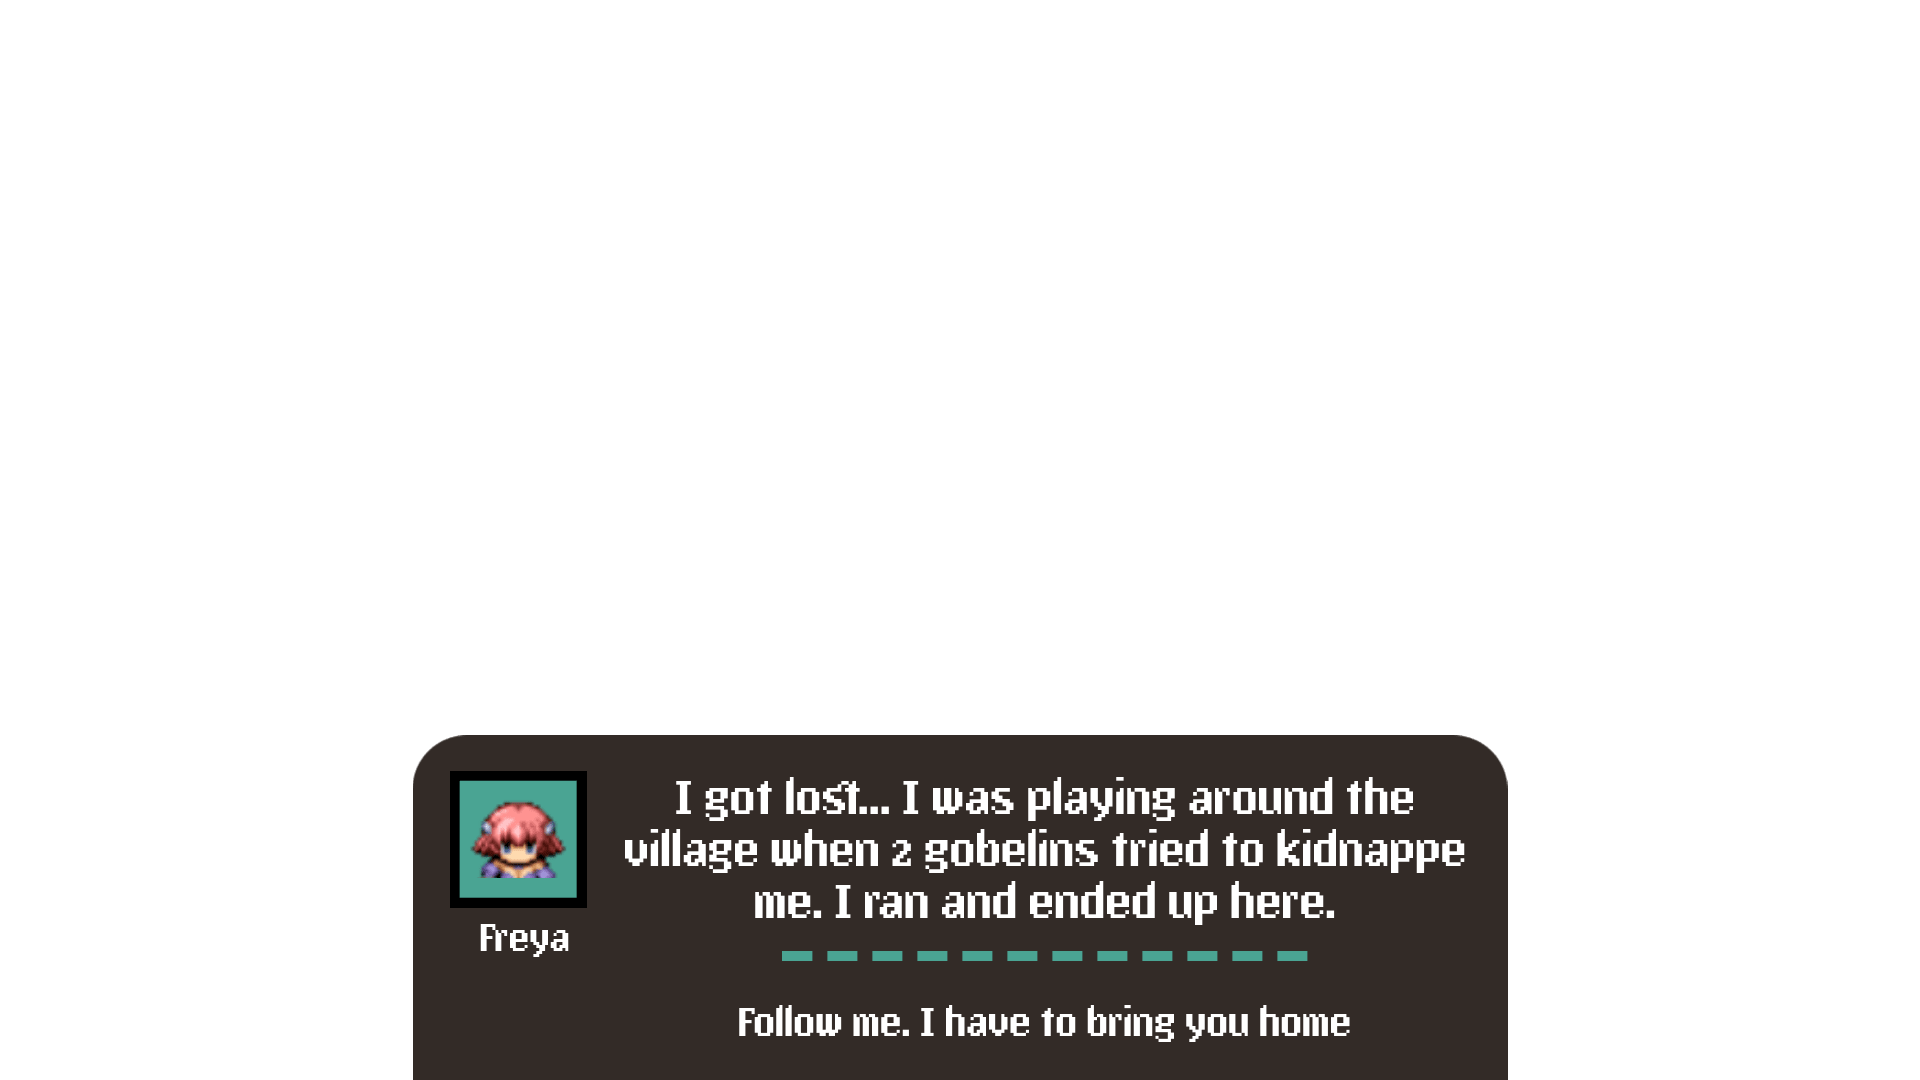 I got lost... I was playing around the
village when 2 gobelins tried to kidnappe
me. I ran and ended up here.
Freya
Follow me. I have to bring you home